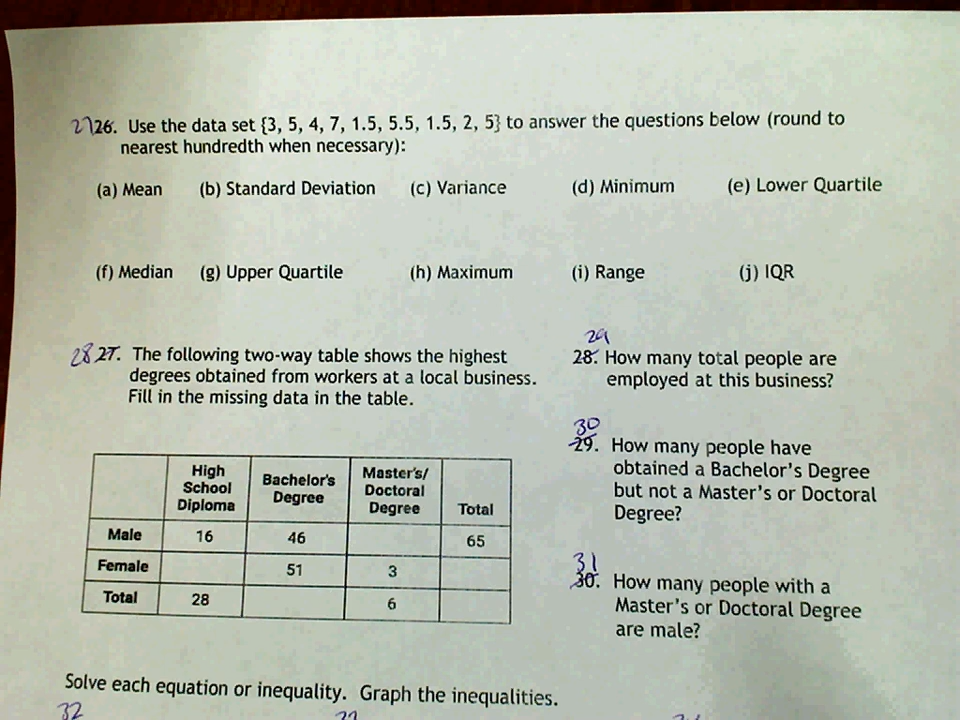 27 26. Use the data set {3, 5, 4, 7, 1.5, 5.5, 1.5, 2, 5} to answer the questions below (round to
nearest hundredth when necessary):
(a) Mean (b) Standard Deviation (c) Variance (d) Minimum (e) Lower Quartile
(f) Median (g) Upper Quartile (h) Maximum (i) Range (j) IQR
28 27. The following two-way table shows the highest
degrees obtained from workers at a local business.
Fill in the missing data in the table.
High School Diploma Bachelor's Degree Master's/ Doctoral Degree Total
Male 16 46 65
Female 51 3
Total 28 6
29
28. How many total people are
employed at this business?
30
29. How many people have
obtained a Bachelor's Degree
but not a Master's or Doctoral
Degree?
31
30. How many people with a
Master's or Doctoral Degree
are male?
Solve each equation or inequality. Graph the inequalities.
32